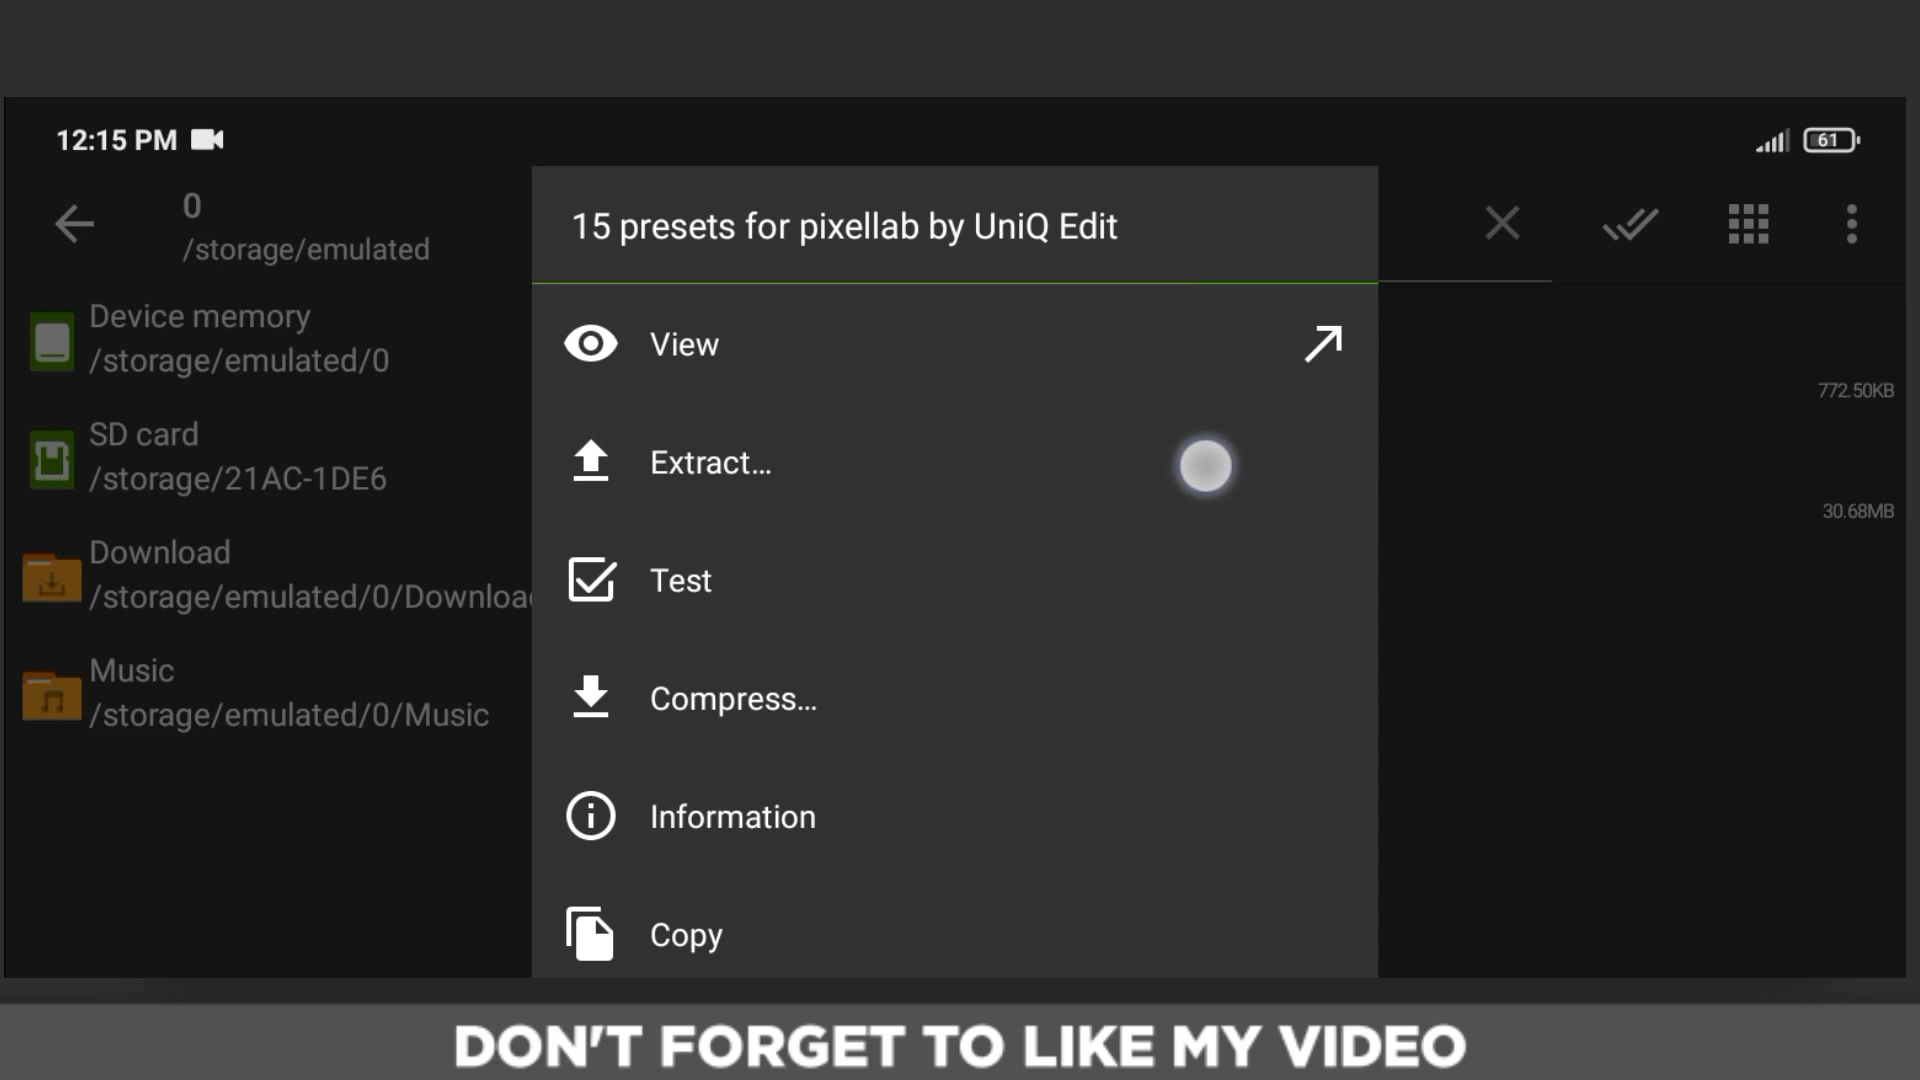 12:15 PM
61
0
/storage/emulated
15 presets for pixellab by UniQ Edit
Device memory
/storage/emulated/0
SD card
/storage/21AC-1DE6
Download
/storage/emulated/0/Download
Music
/storage/emulated/0/Music
View
Extract...
Test
Compress...
Information
Copy
772.50KB
30.68MB
DON'T FORGET TO LIKE MY VIDEO